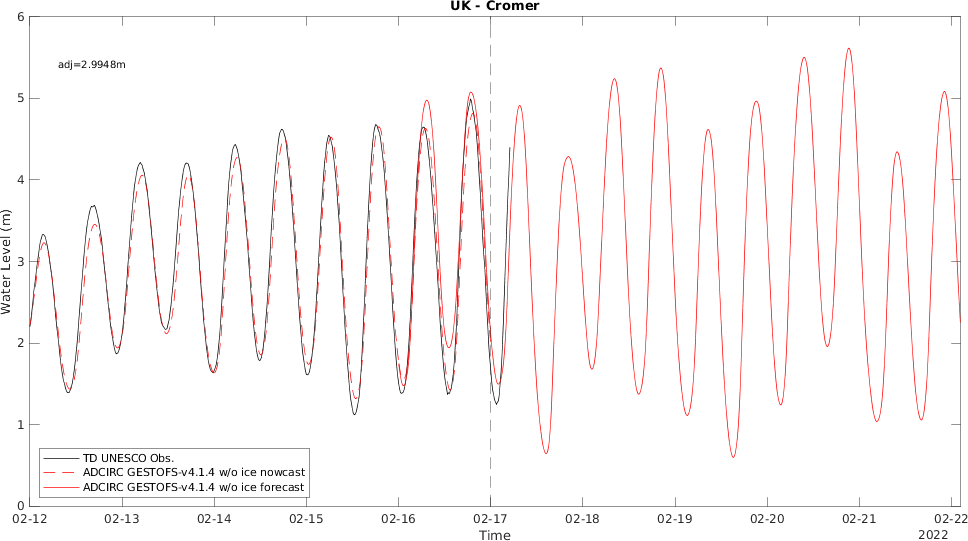 UK - Cromer
adj=2.9948m
Water Level (m)
6
5
4
3
2
1
0
TD UNESCO Obs.
ADCIRC GESTOFS-v4.1.4 w/o ice nowcast
ADCIRC GESTOFS-v4.1.4 w/o ice forecast
02-12 02-13 02-14 02-15 02-16 02-17 02-18 02-19 02-20 02-21 02-22
Time
2022